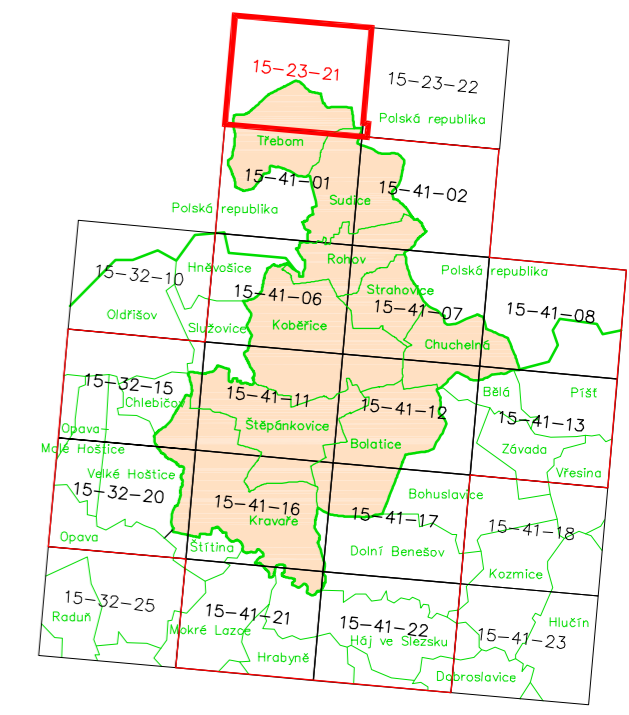 15-23-21
15-23-22
Polská republika
Třebom
15-41-01
15-41-02
Sudice
Polská republika
Rohov
Hněvošice
Polská republika
15-32-10
15-41-06
Strahovice
15-41-07
15-41-08
Oldřišov
Služovice
Kobeřice
Chuchelná
15-32-15
Chlebičov
15-41-11
15-41-12
Bělá
Píšť
15-41-13
Opava-
Malé Hoštice
Štěpánkovice
Bolatice
Závada
Velké Hoštice
Vřesina
15-32-20
15-41-16
Bohuslavice
Kravaře
15-41-17
15-41-18
Opava
Štítina
Dolní Benešov
Kozmice
15-32-25
Raduň
15-41-21
Mokré Lazce
15-41-22
Háj ve Slezsku
15-41-23
Hlučín
Hrabyně
Dobroslavice